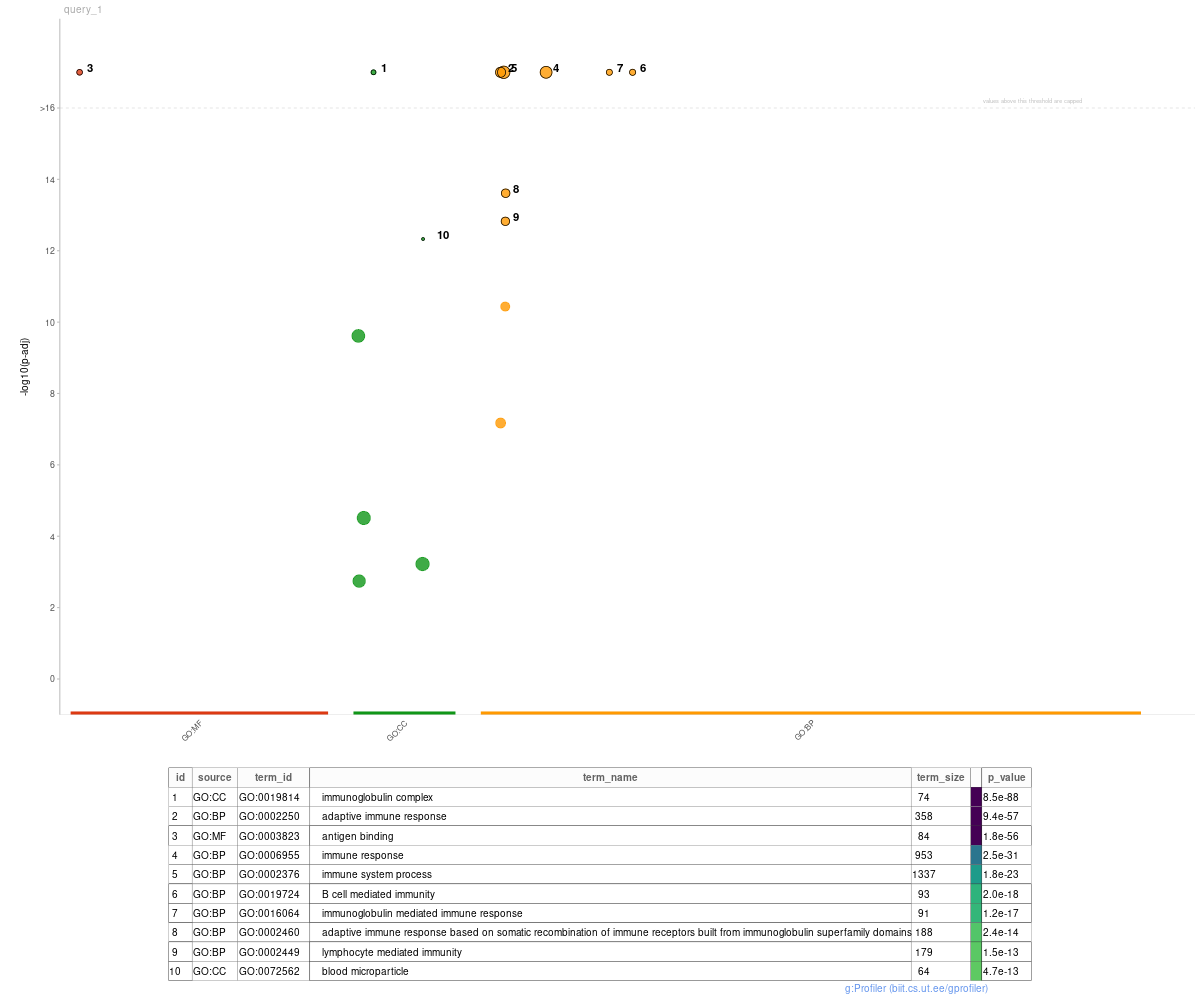 query_1
3
1
2
5
4
7
6
>16
values above this threshold are capped
14
8
9
10
12
10
-log10(p-adj)
8
6
4
2
0
GO:MF
GO:CC
GO:BP
id source term_id term_name term_size p_value
1 GO:CC GO:0019814 immunoglobulin complex 74 8.5e-88
2 GO:BP GO:0002250 adaptive immune response 358 9.4e-57
3 GO:MF GO:0003823 antigen binding 84 1.8e-56
4 GO:BP GO:0006955 immune response 953 2.5e-31
5 GO:BP GO:0002376 immune system process 1337 1.8e-23
6 GO:BP GO:0019724 B cell mediated immunity 93 2.0e-18
7 GO:BP GO:0016064 immunoglobulin mediated immune response 91 1.2e-17
8 GO:BP GO:0002460 adaptive immune response based on somatic recombination of immune receptors built from immunoglobulin superfamily domains 188 2.4e-14
9 GO:BP GO:0002449 lymphocyte mediated immunity 179 1.5e-13
10 GO:CC GO:0072562 blood microparticle 64 4.7e-13
g:Profiler (biit.cs.ut.ee/gprofiler)